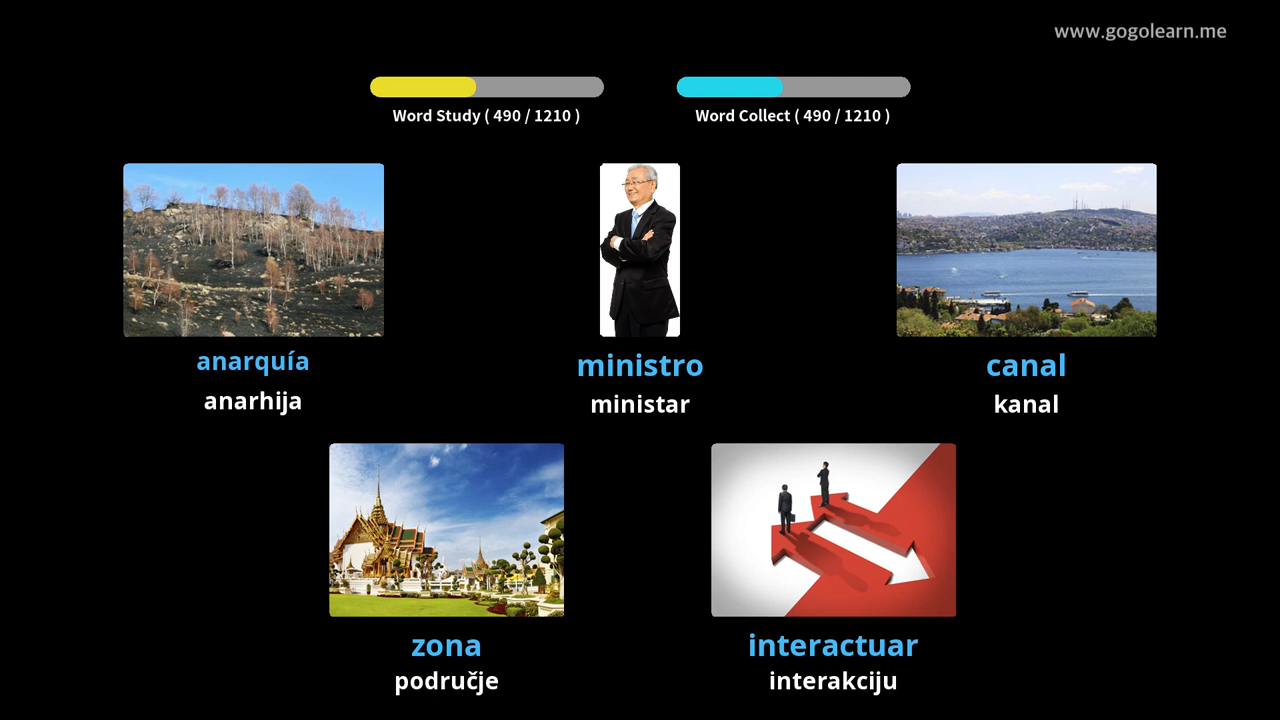 www.gogolearn.me
Word Study ( 490 / 1210 )
Word Collect ( 490 / 1210 )
anarquía
anarhija
ministro
ministar
canal
kanal
zona
područje
interactuar
interakciju